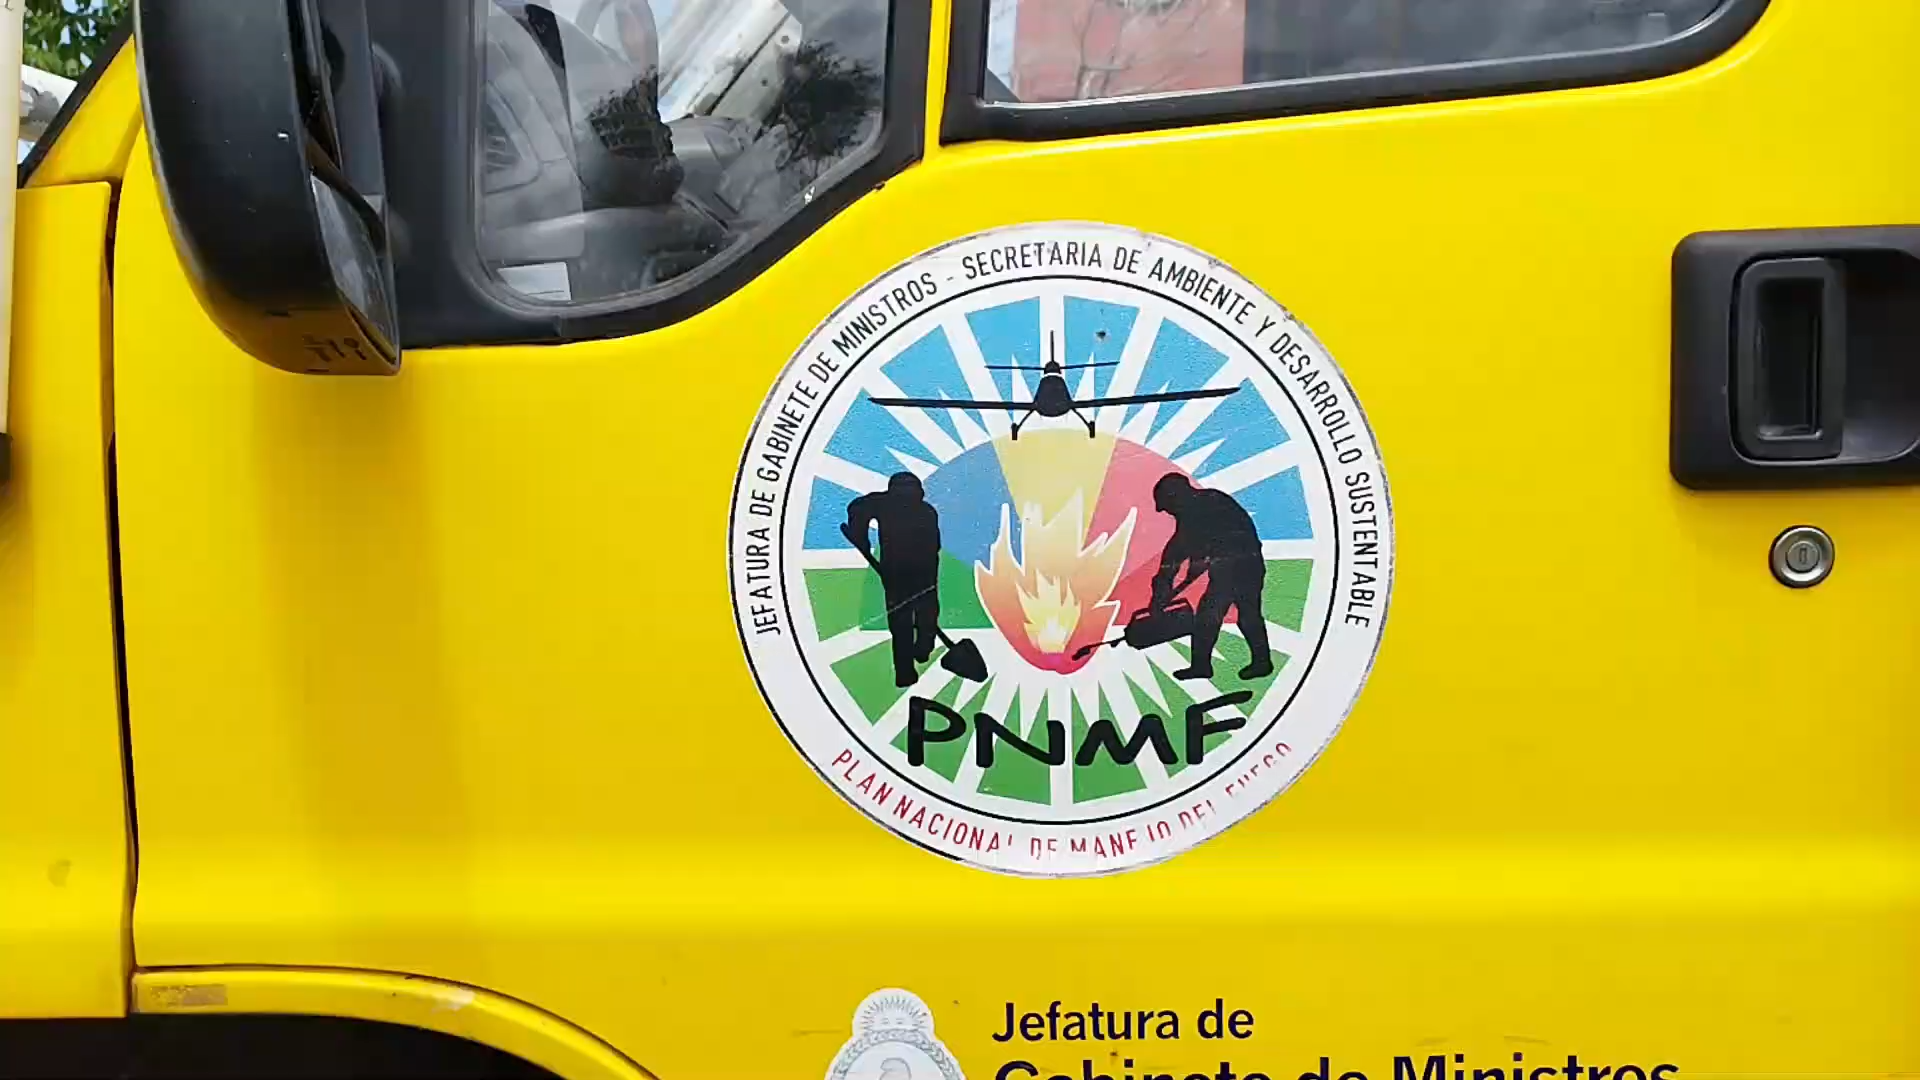 JEFATURA DE GABINETE DE MINISTROS - SECRETARIA DE AMBIENTE Y DESARROLLO SUSTENTABLE
PNMF
PLAN NACIONAL DE MANEJO DEL FUEGO
Jefatura de
Gabinete de Ministros